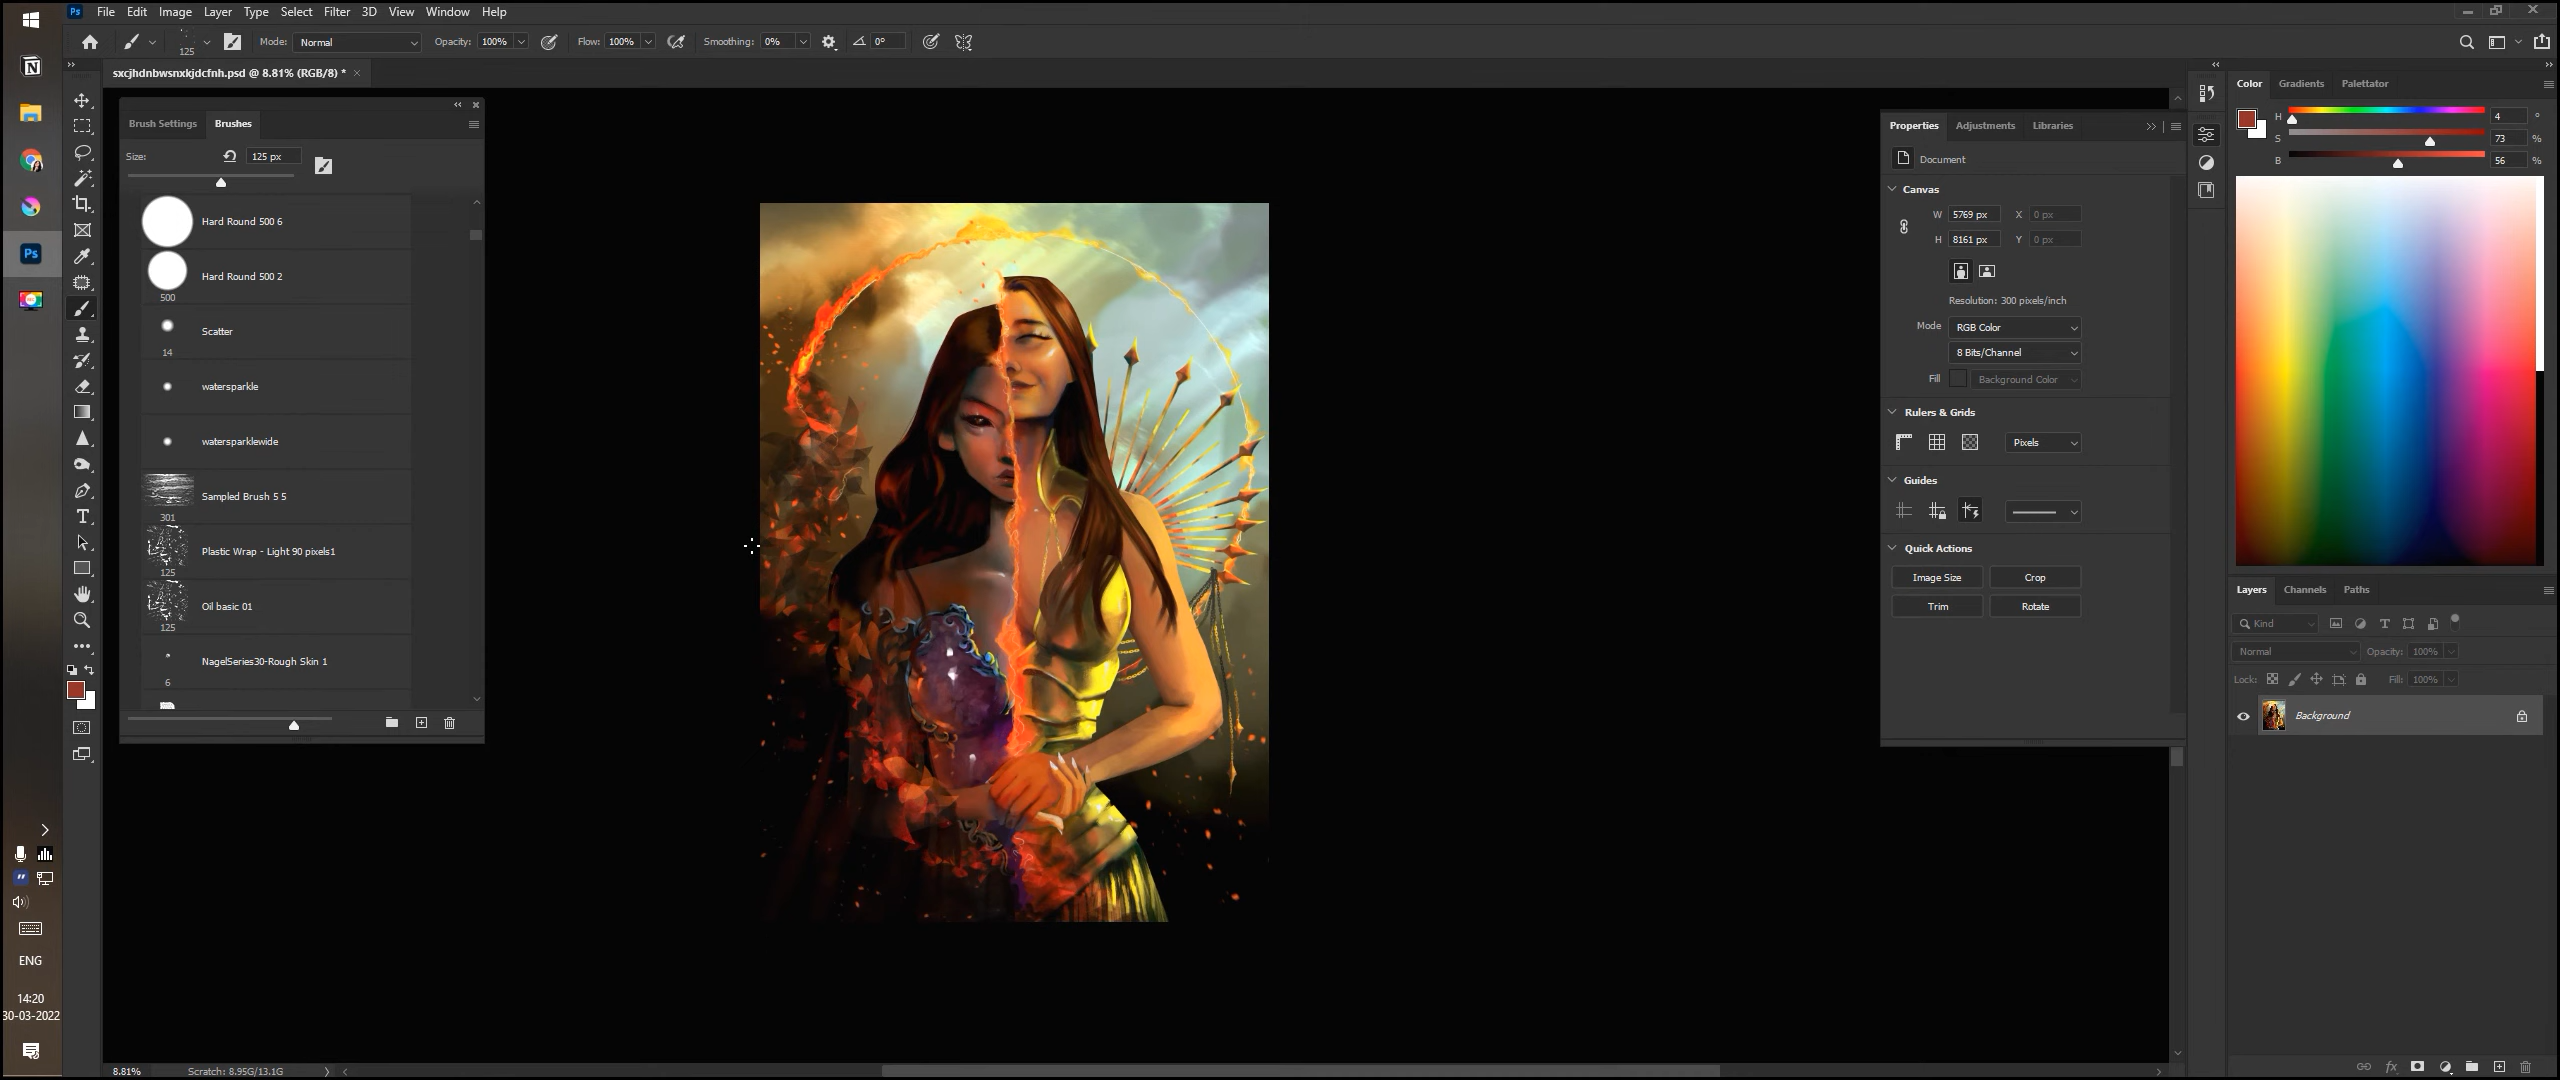 Ps File Edit Image Layer Type Select Filter 3D View Window Help
125 Mode: Normal Opacity: 100% Flow: 100% Smoothing: 0% 0°
sxcjhdnbwsnxkjdcfnh.psd @ 8.81% (RGB/8) * ×
Brush Settings Brushes
Size: 125 px
Hard Round 500 6
Hard Round 500 2
500
Scatter
14
watersparkle
watersparklewide
Sampled Brush 5 5
301
Plastic Wrap - Light 90 pixels1
125
Oil basic 01
125
NagelSeries30-Rough Skin 1
6
Properties Adjustments Libraries
Document
Canvas
W 5769 px X 0 px
H 8161 px Y 0 px
Resolution: 300 pixels/inch
Mode RGB Color
8 Bits/Channel
Fill Background Color
Rulers & Grids
Pixels
Guides
Quick Actions
Image Size Crop
Trim Rotate
Color Gradients Palettator
H 4 °
S 73 %
B 56 %
Layers Channels Paths
Kind
Normal Opacity: 100%
Lock: Fill: 100%
Background
Ps
ENG
14:20
30-03-2022
8.81% Scratch: 8.95G/13.1G